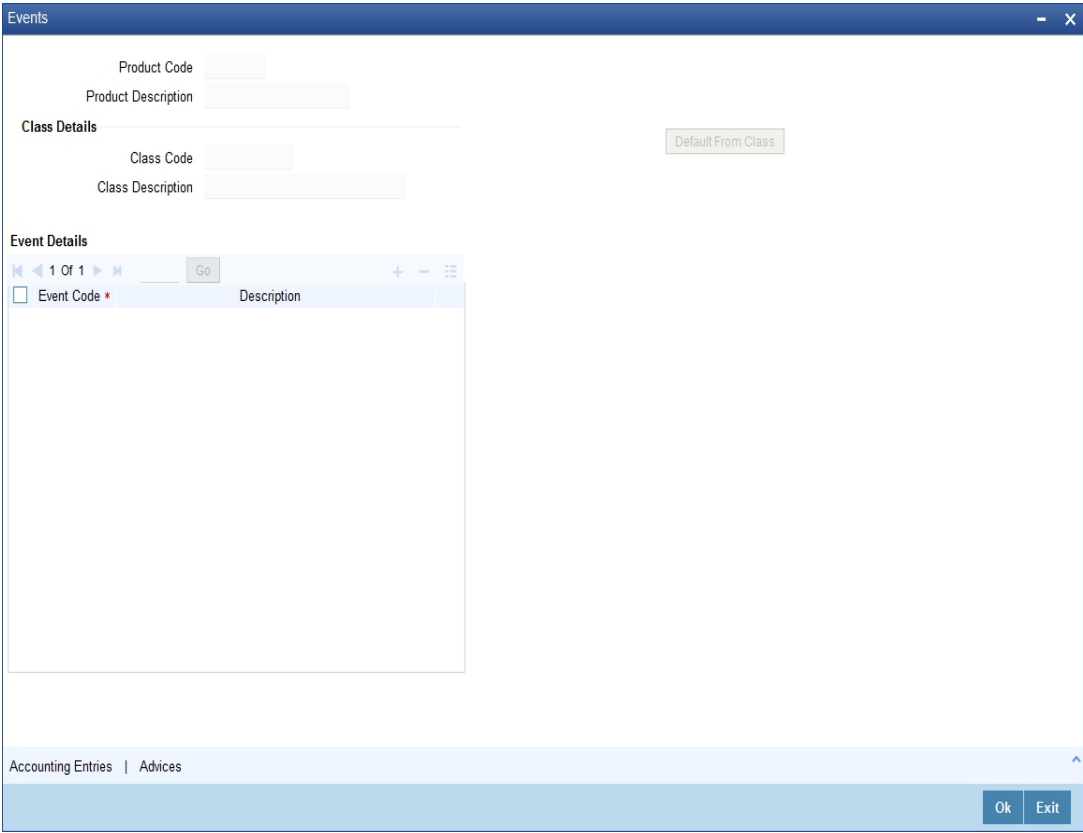 Events
Product Code
Product Description
Class Details
Default From Class
Class Code
Class Description
Event Details
1 Of 1 Go
Event Code * Description
Accounting Entries | Advices
Ok Exit